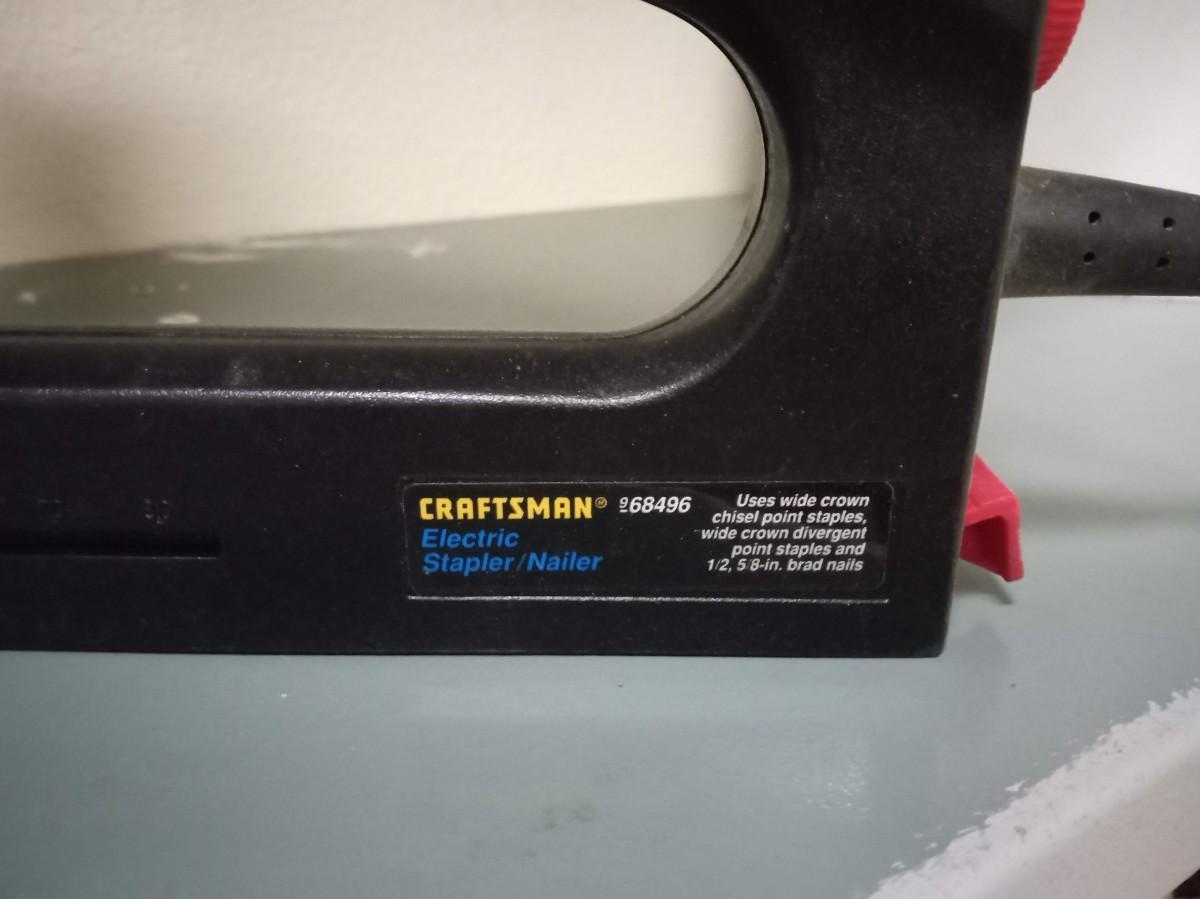 CRAFTSMAN® 968496
Electric
Stapler/Nailer
Uses wide crown
chisel point staples,
wide crown divergent
point staples and
1/2, 5/8-in. brad nails